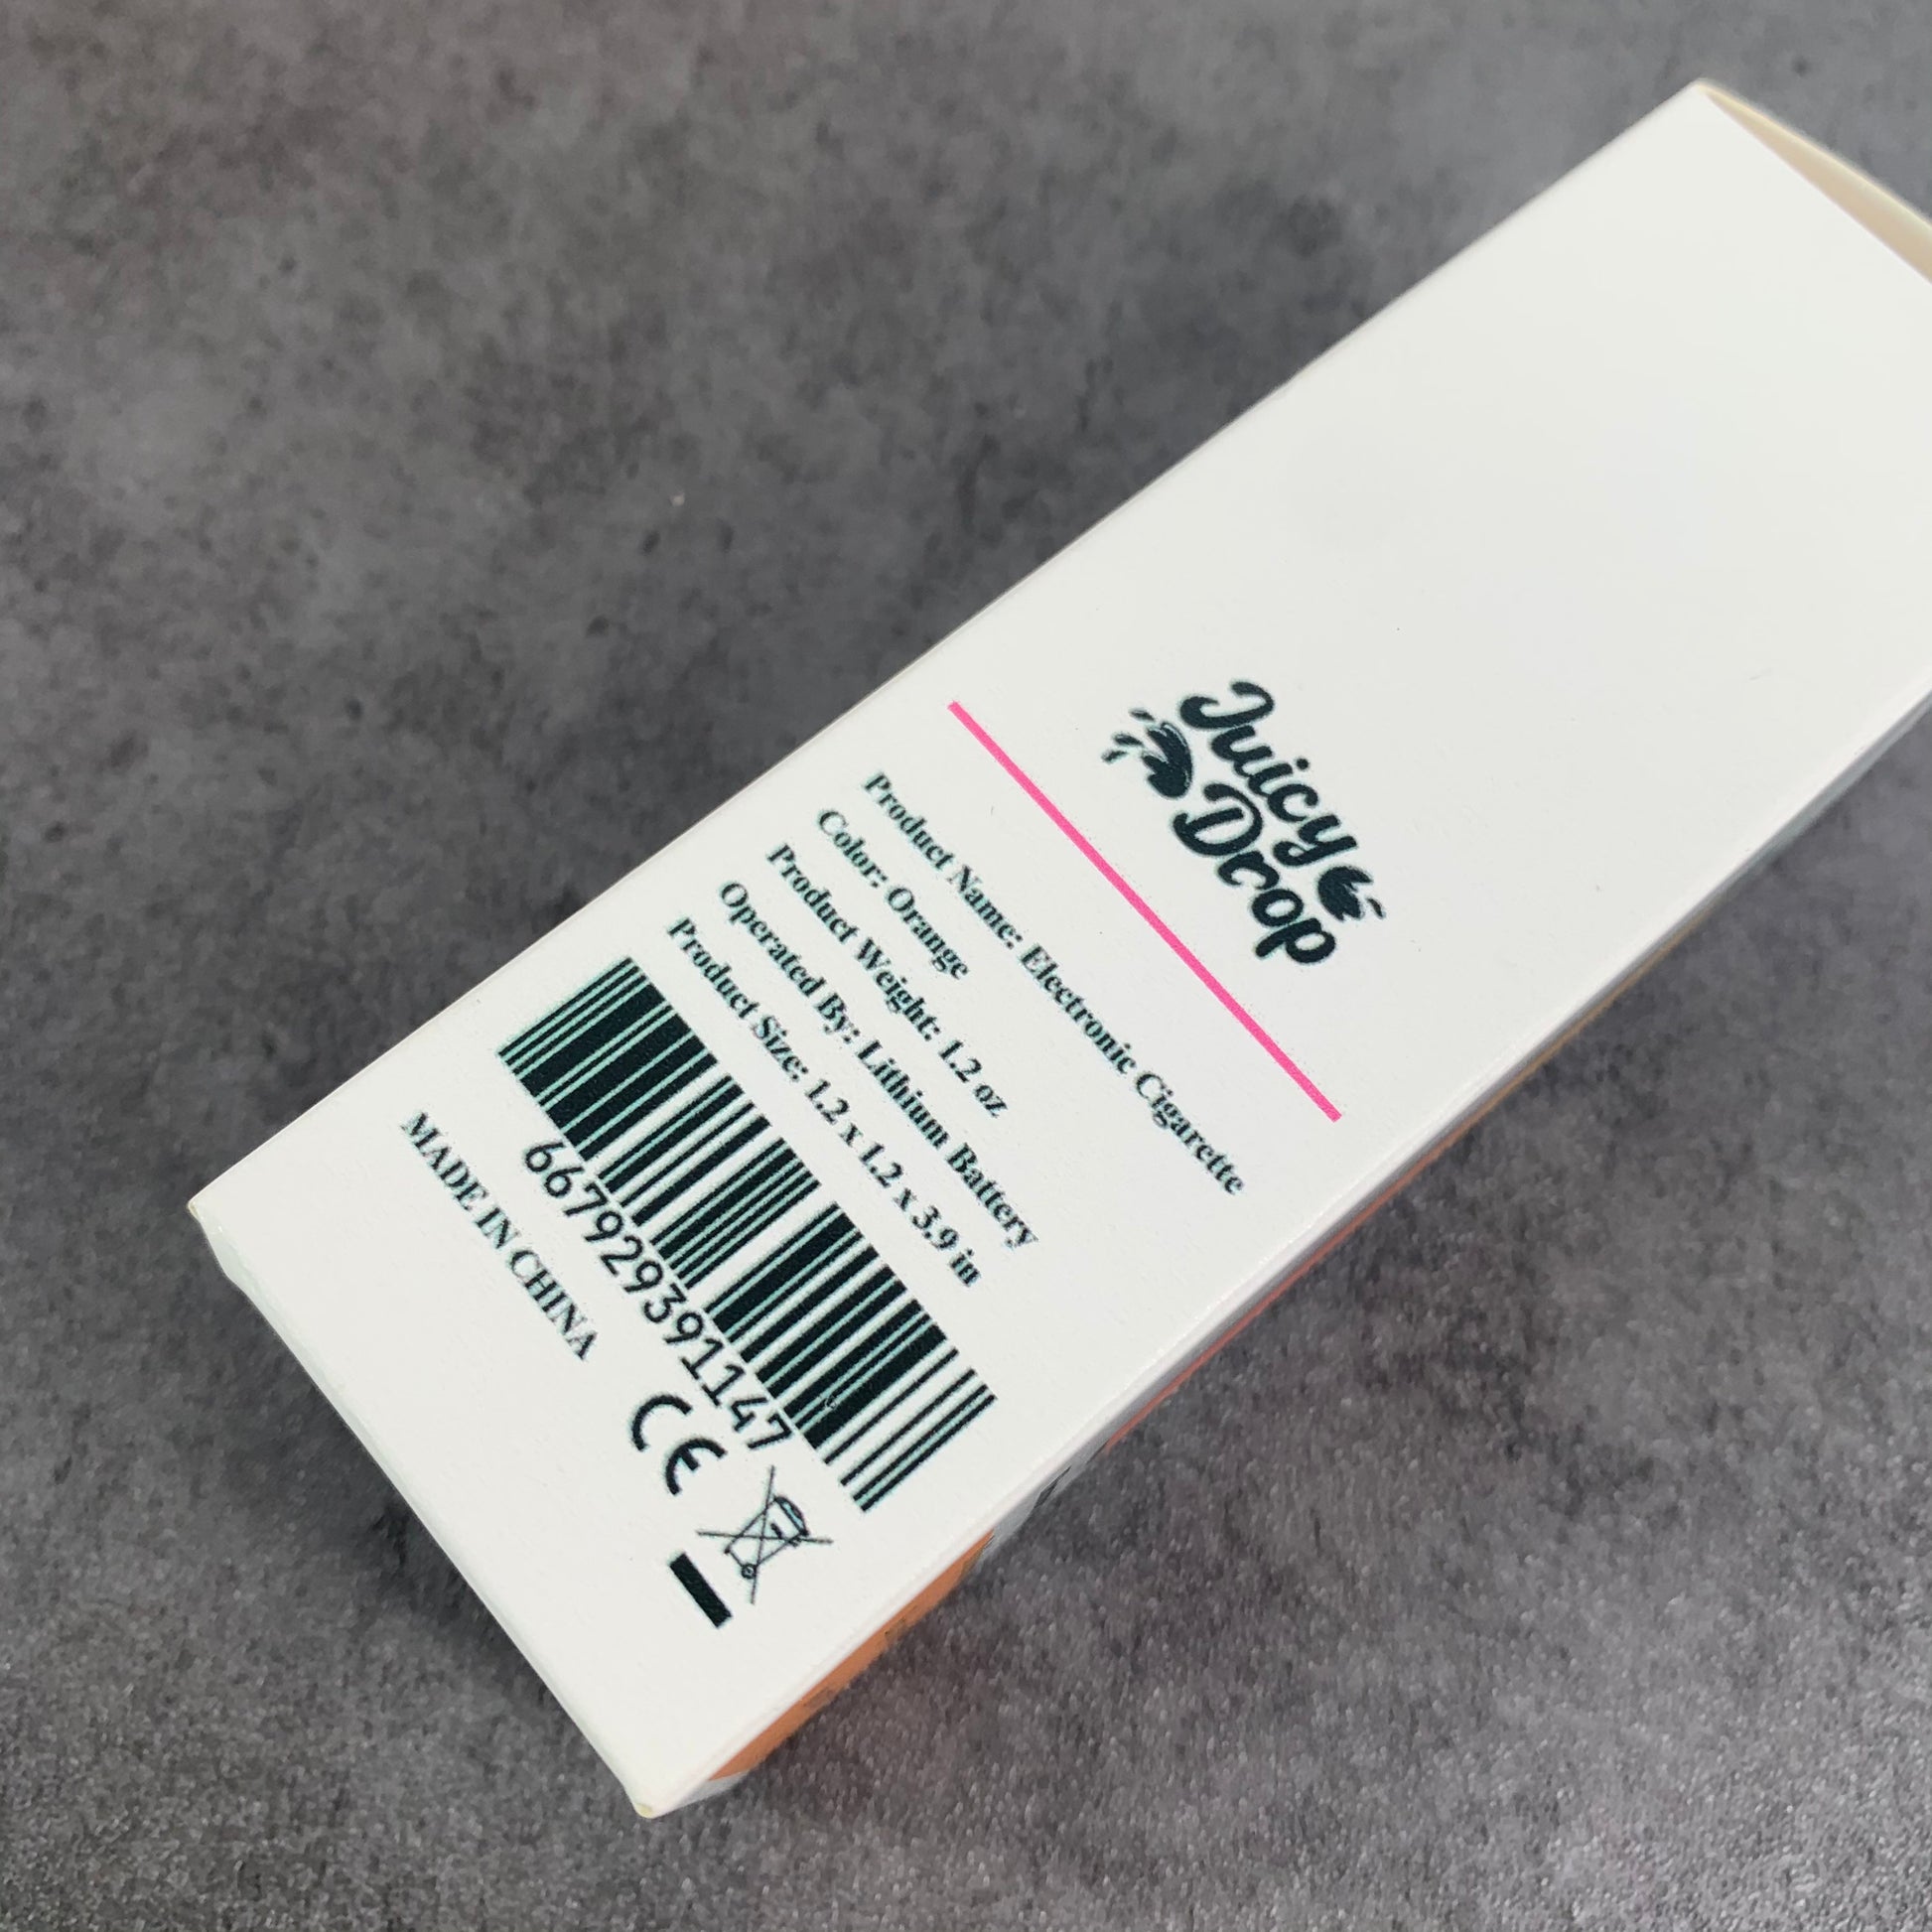 Juicy
Drop
Product Name: Electronic Cigarette
Color: Orange
Product Weight: 1.2 oz
Operated By: Lithium Battery
Product Size: 1.2 x 1.2 x 3.9 in
6679293911147
MADE IN CHINA
CE